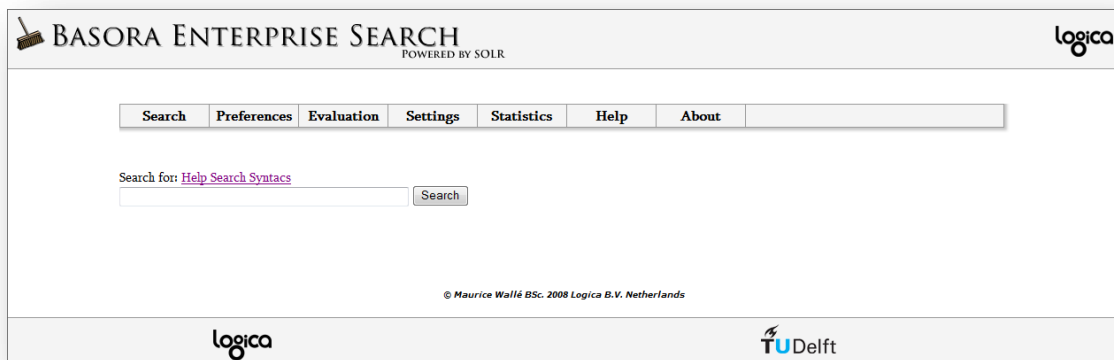 BASORA ENTERPRISE SEARCH
POWERED BY SOLR
logica
Search Preferences Evaluation Settings Statistics Help About
Search for: Help Search Syntacs
Search
© Maurice Wallé BSc. 2008 Logica B.V. Netherlands
logica
TUDelft